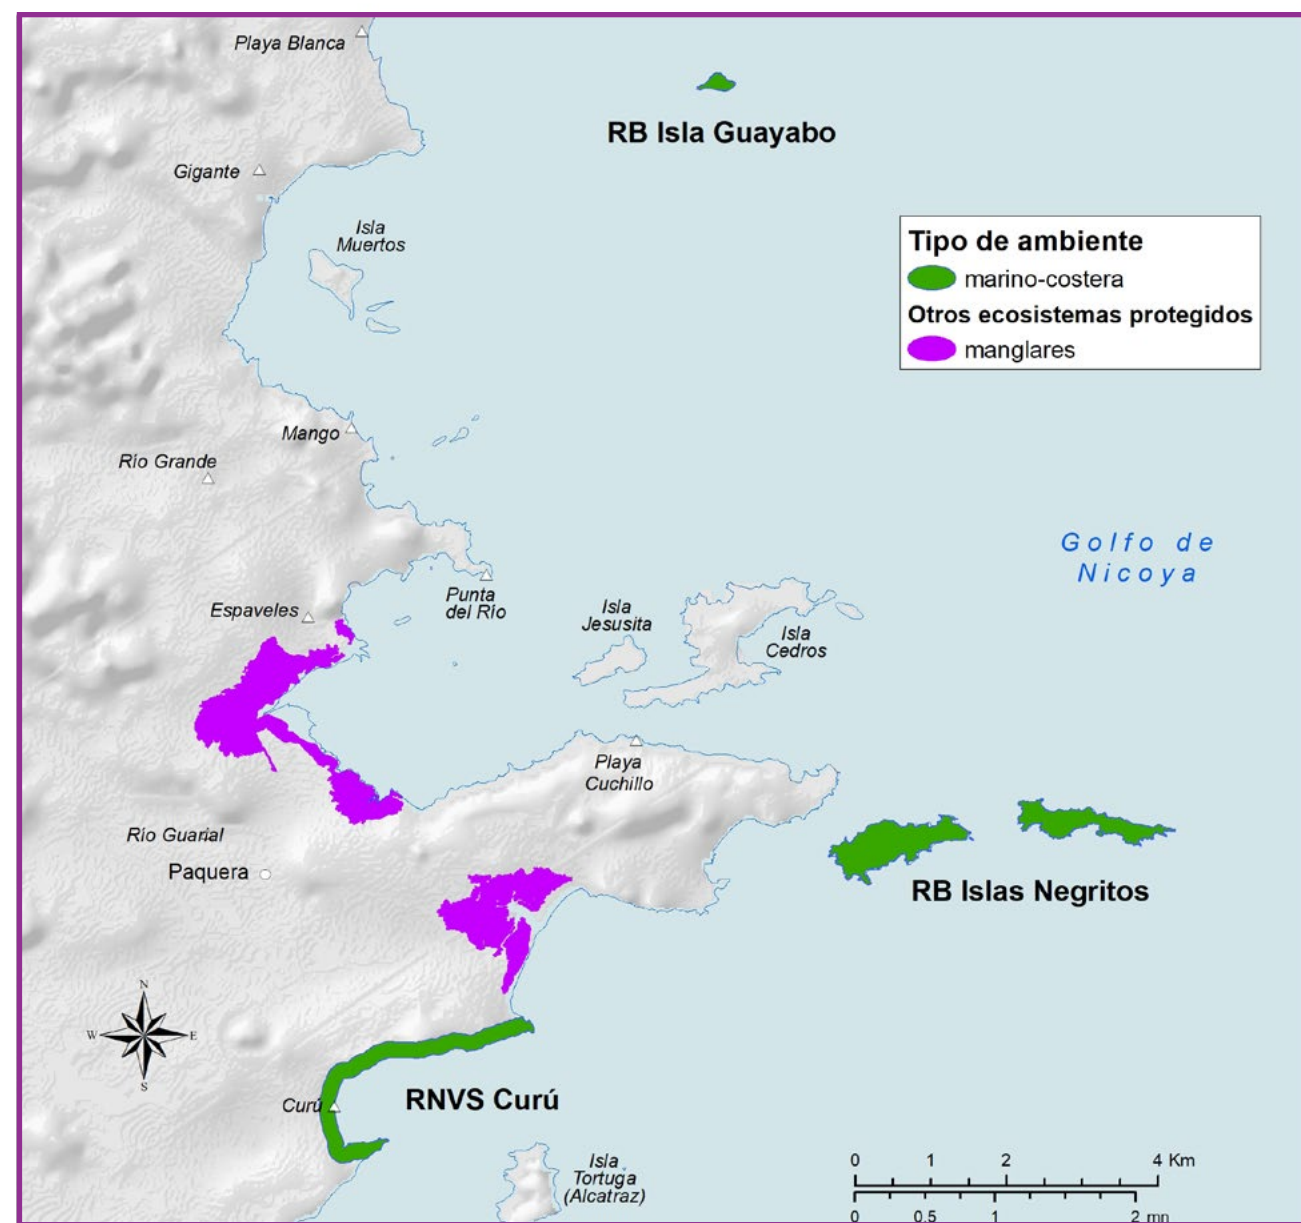 Playa Blanca
RB Isla Guayabo
Gigante
Isla
Muertos
Tipo de ambiente
marino-costera
Otros ecosistemas protegidos
manglares
Mango
Río Grande
Golfo de
Nicoya
Punta
del Río
Espaveles
Isla
Jesusita
Isla
Cedros
Playa
Cuchillo
Río Guarial
Paquera
RB Islas Negritos
N
W
E
S
RNVS Curú
Curú
Isla
Tortuga
(Alcatraz)
0 1 2 4 Km
0 0.5 1 2 mn